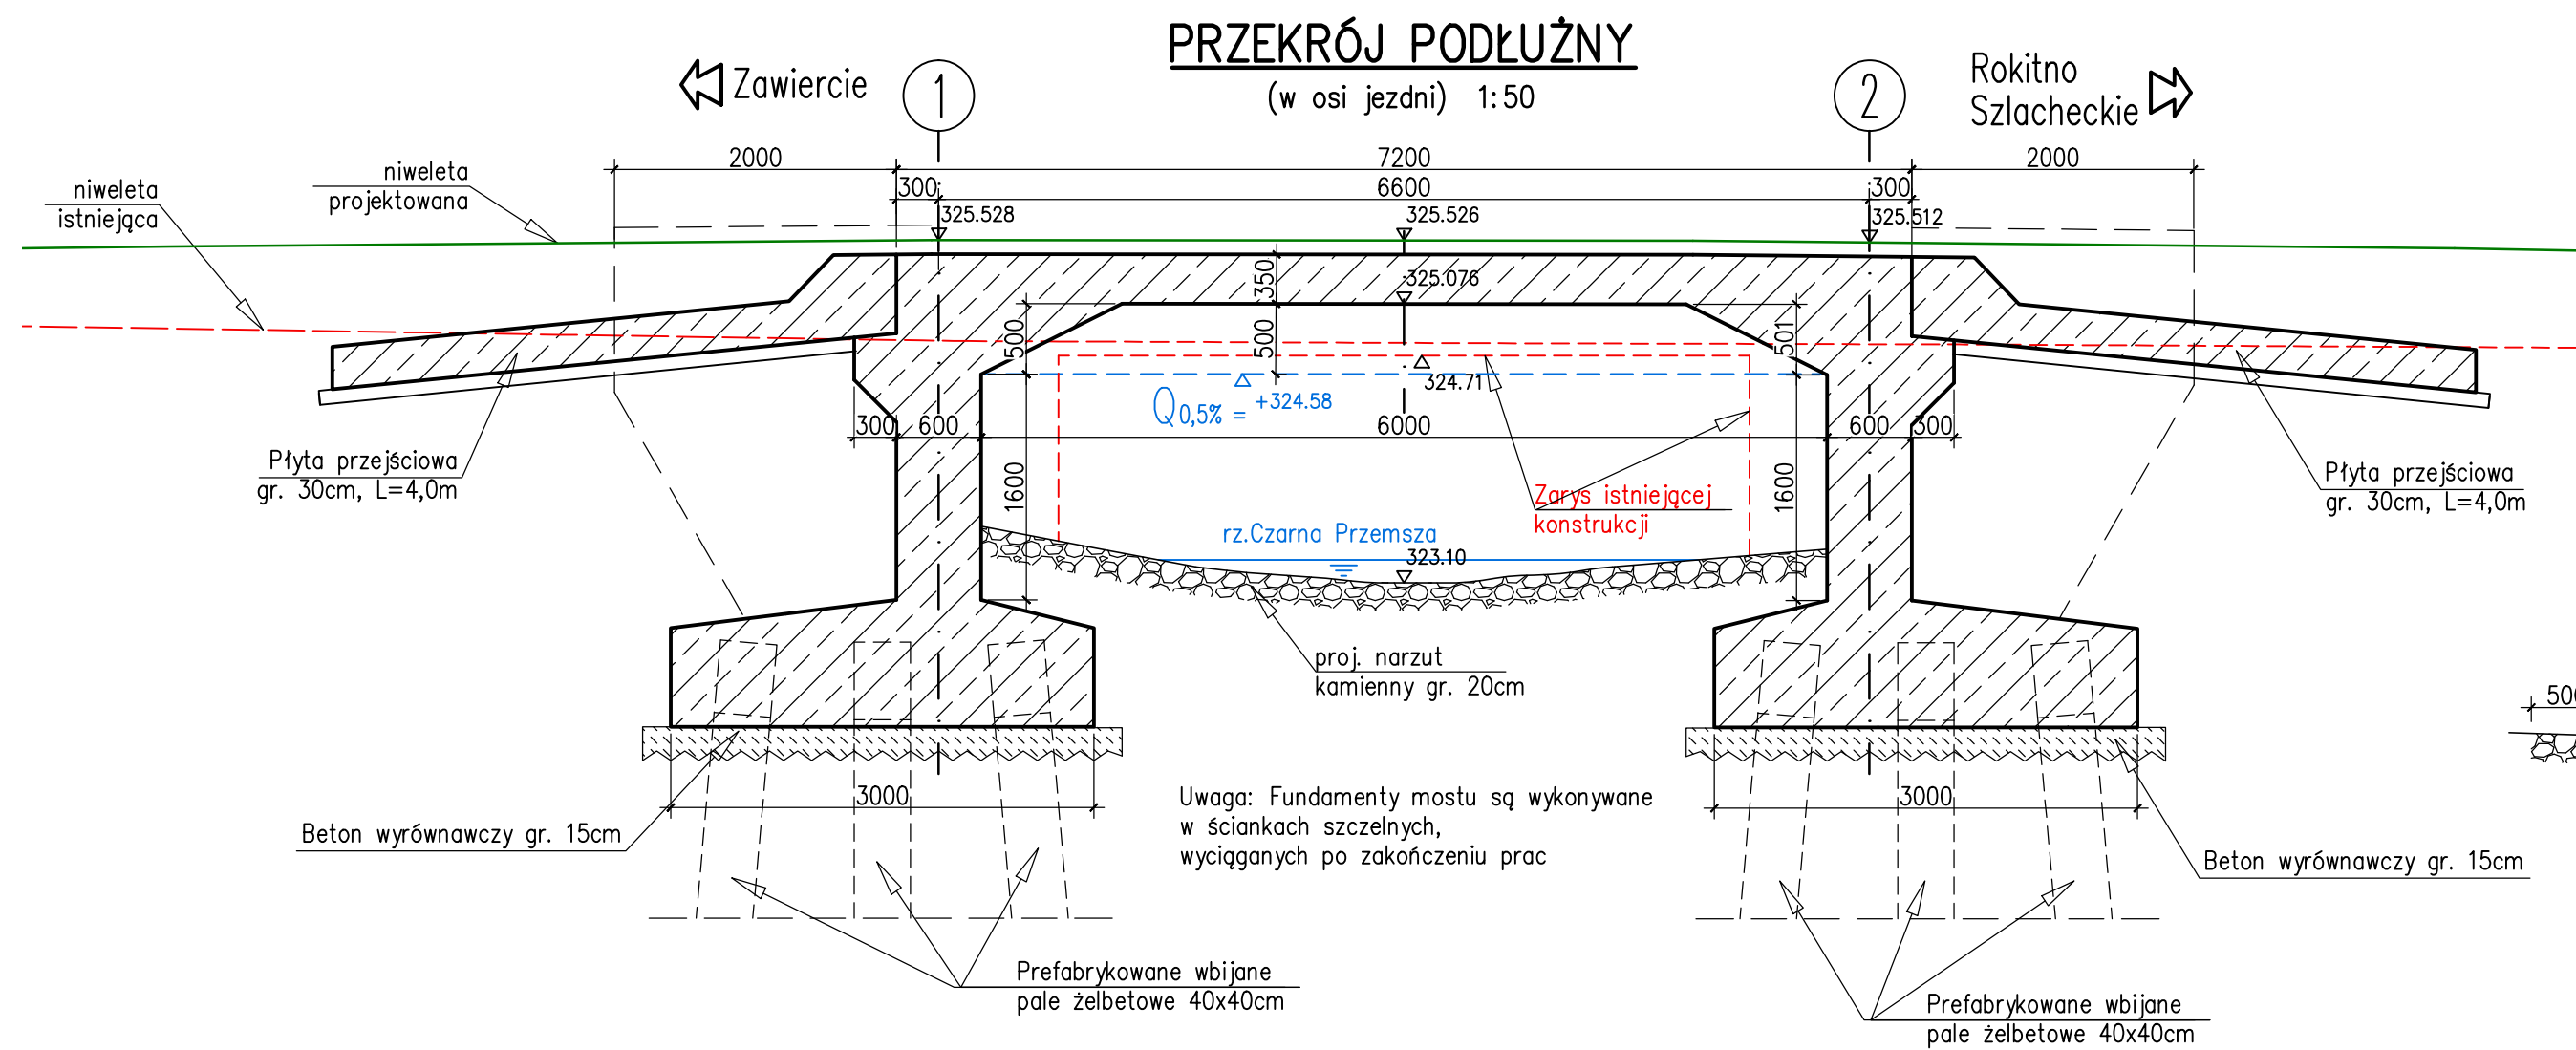 PRZEKRÓJ PODŁUŻNY
(w osi jezdni) 1:50
Zawiercie
1
2
Rokitno
Szlacheckie
2000
7200
2000
300
6600
300
niweleta
istniejąca
niweleta
projektowana
325.528
325.526
325.512
350
325.076
500
500
501
324.71
Q0,5% = +324.58
300
600
6000
600
300
Płyta przejściowa
gr. 30cm, L=4,0m
Płyta przejściowa
gr. 30cm, L=4,0m
1600
1600
Zarys istniejącej
konstrukcji
rz.Czarna Przemsza
323.10
proj. narzut
kamienny gr. 20cm
3000
3000
Uwaga: Fundamenty mostu są wykonywane
w ściankach szczelnych,
wyciąganych po zakończeniu prac
Beton wyrównawczy gr. 15cm
Beton wyrównawczy gr. 15cm
Prefabrykowane wbijane
pale żelbetowe 40x40cm
Prefabrykowane wbijane
pale żelbetowe 40x40cm